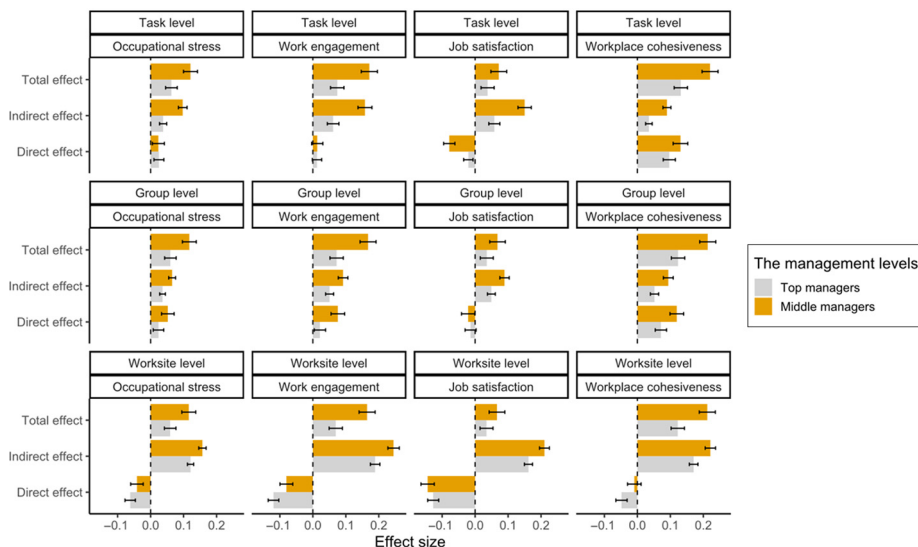 Task level Task level Task level Task level
Occupational stress Work engagement Job satisfaction Workplace cohesiveness
Total effect
Indirect effect
Direct effect
Group level Group level Group level Group level
Occupational stress Work engagement Job satisfaction Workplace cohesiveness
Total effect
Indirect effect
Direct effect
The management levels
Top managers
Middle managers
Worksite level Worksite level Worksite level Worksite level
Occupational stress Work engagement Job satisfaction Workplace cohesiveness
Total effect
Indirect effect
Direct effect
−0.1 0.0 0.1 0.2 −0.1 0.0 0.1 0.2 −0.1 0.0 0.1 0.2 −0.1 0.0 0.1 0.2
Effect size